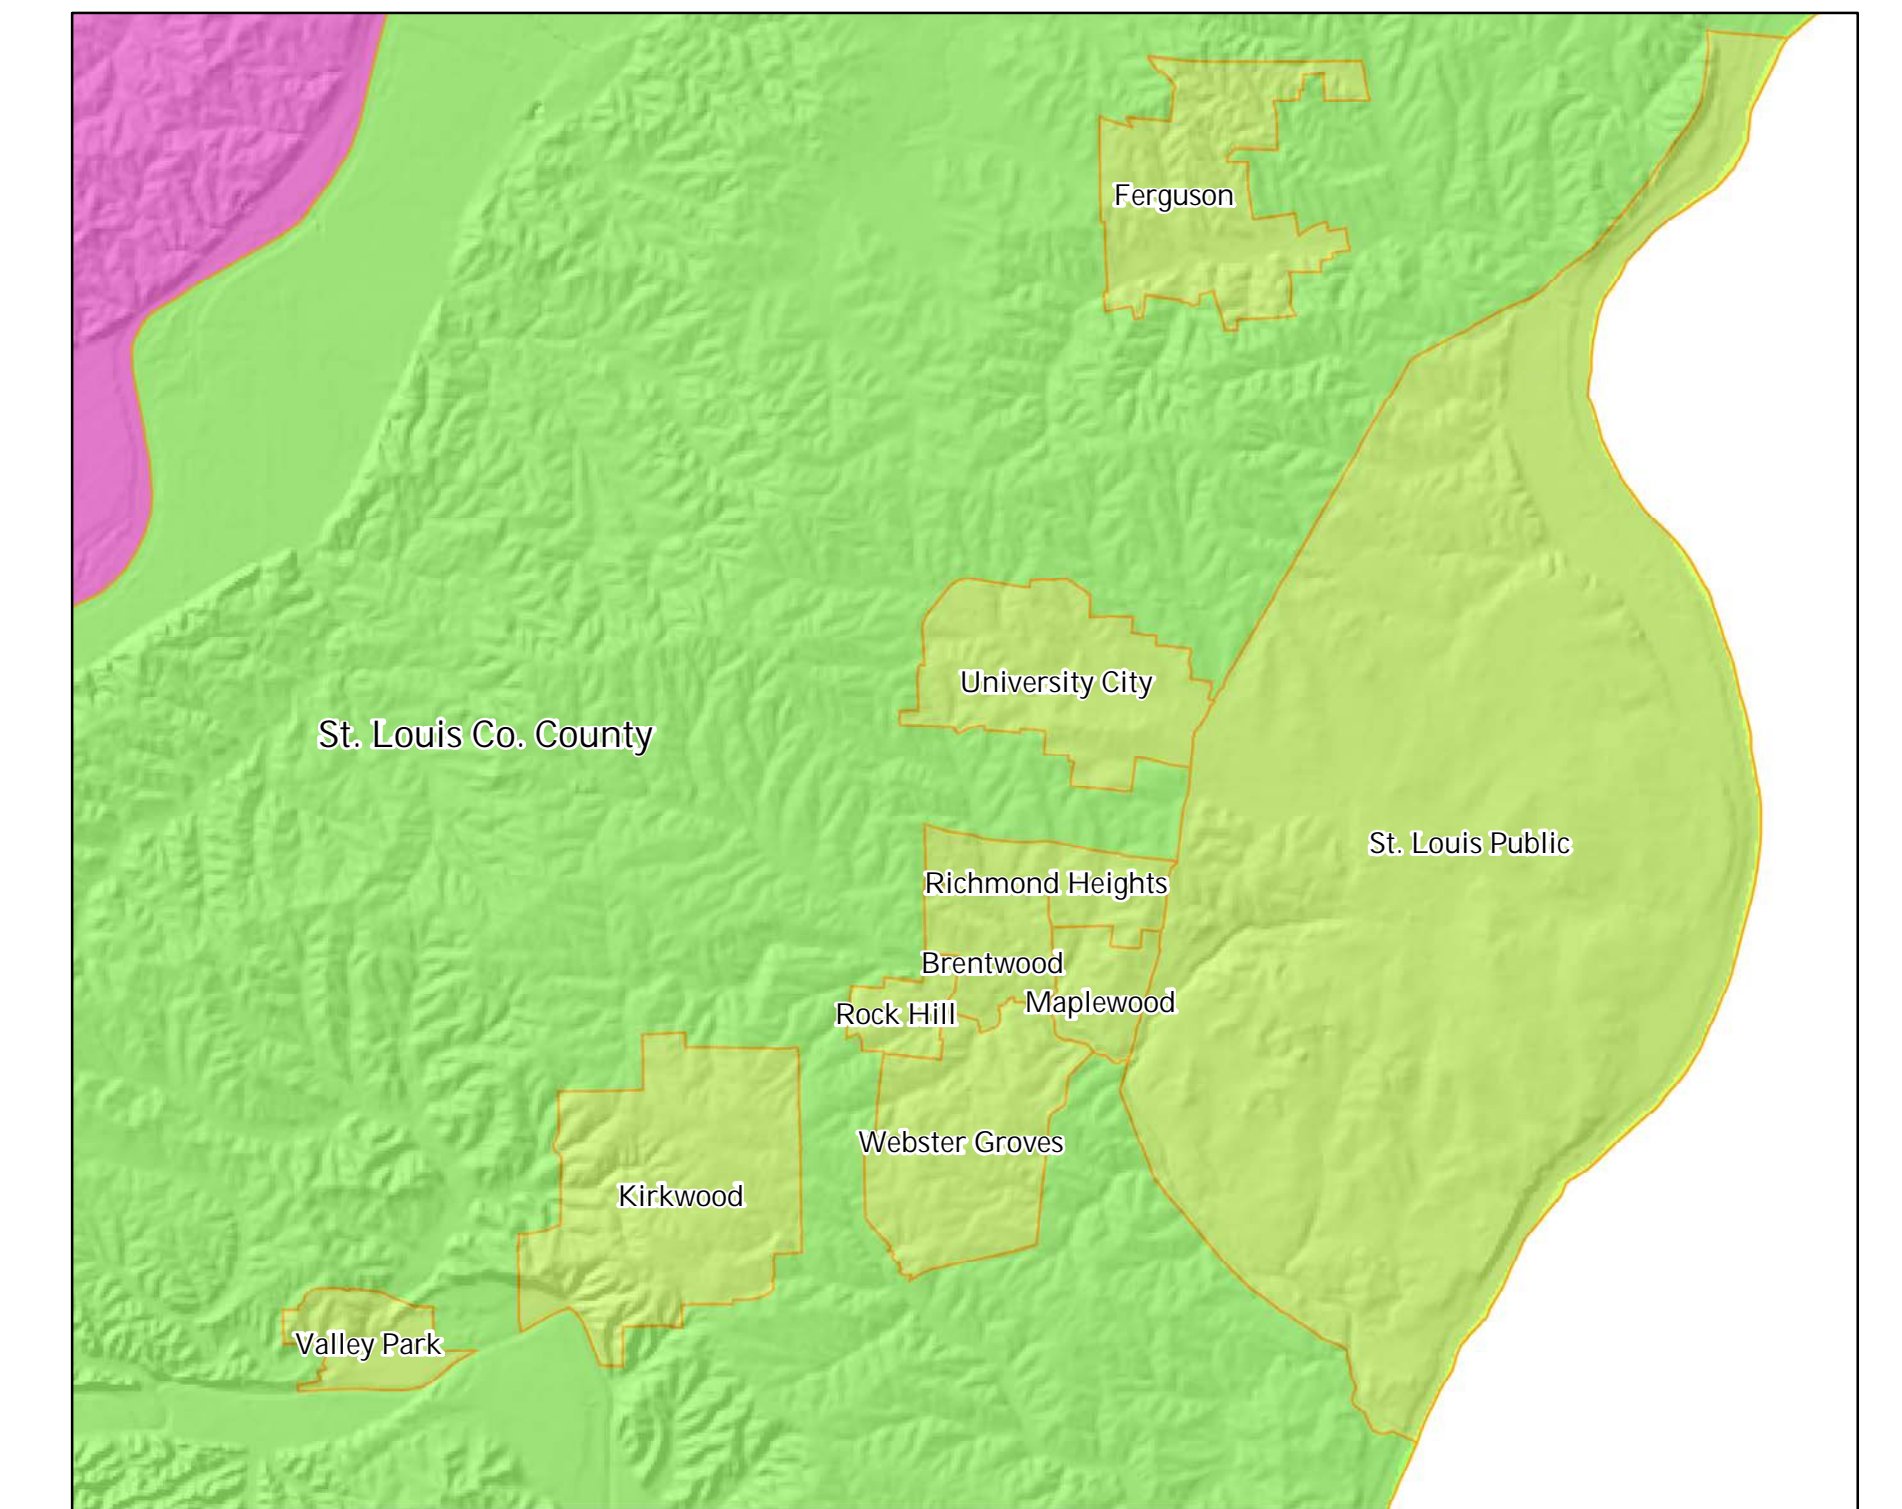 Ferguson
University City
St. Louis Co. County
St. Louis Public
Richmond Heights
Brentwood
Maplewood
Rock Hill
Webster Groves
Kirkwood
Valley Park